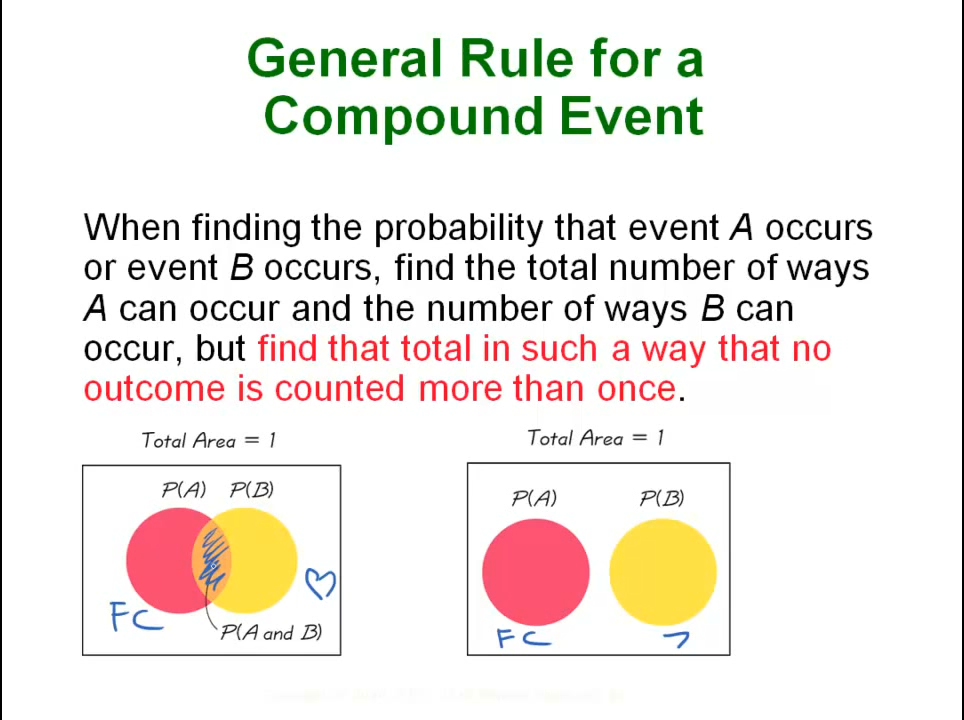 General Rule for a
Compound Event
When finding the probability that event A occurs
or event B occurs, find the total number of ways
A can occur and the number of ways B can
occur, but find that total in such a way that no
outcome is counted more than once.
Total Area = 1
P(A) P(B)
FC
P(A and B)
Total Area = 1
P(A) P(B)
FC 7